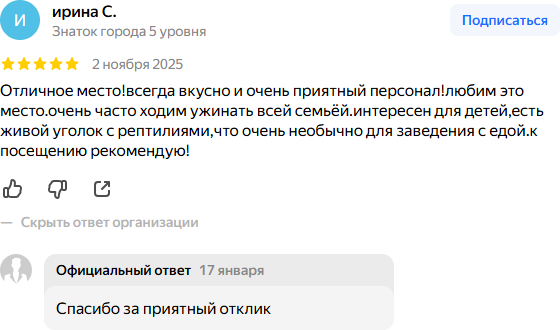 И
ирина С.
Подписаться
Знаток города 5 уровня
2 ноября 2025
Отличное место!всегда вкусно и очень приятный персонал!любим это
место.очень часто ходим ужинать всей семьёй.интересен для детей,есть
живой уголок с рептилиями,что очень необычно для заведения с едой.к
посещению рекомендую!
— Скрыть ответ организации
Официальный ответ 17 января
Спасибо за приятный отклик